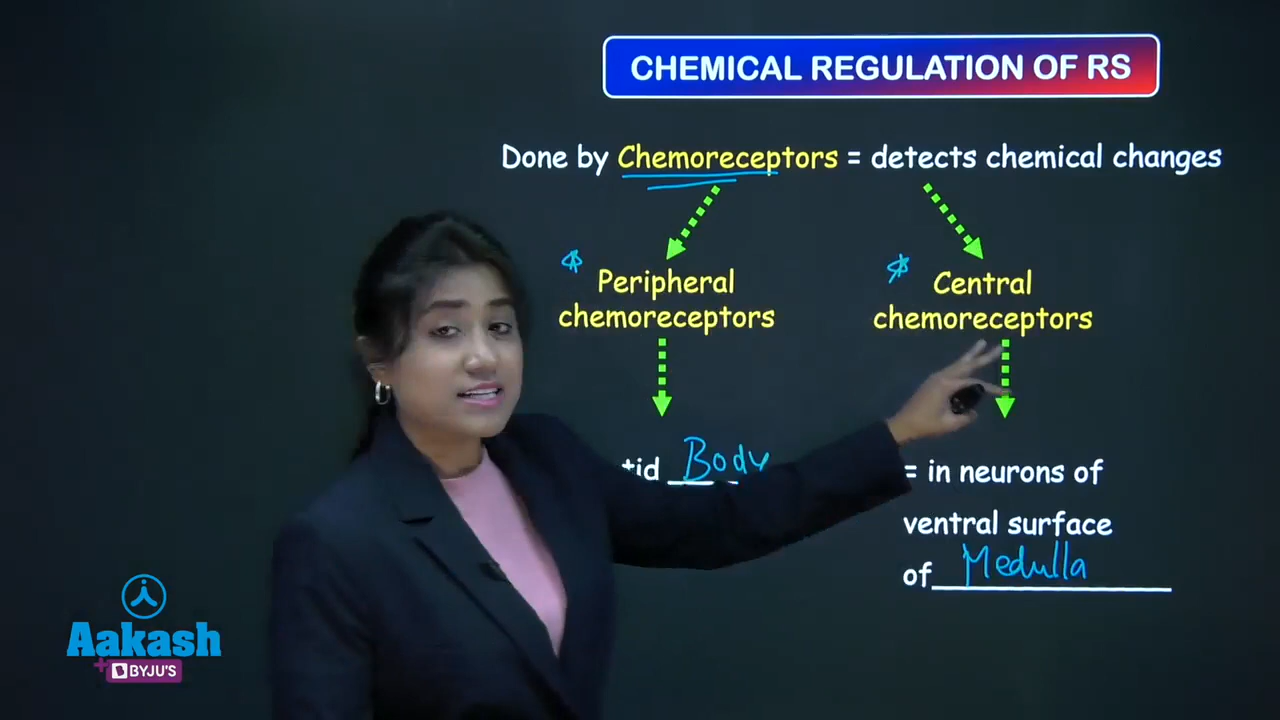 CHEMICAL REGULATION OF RS
Done by Chemoreceptors = detects chemical changes
Peripheral
chemoreceptors
Central
chemoreceptors
tid Body
= in neurons of
ventral surface
of Medulla
Aakash
+ BYJU'S